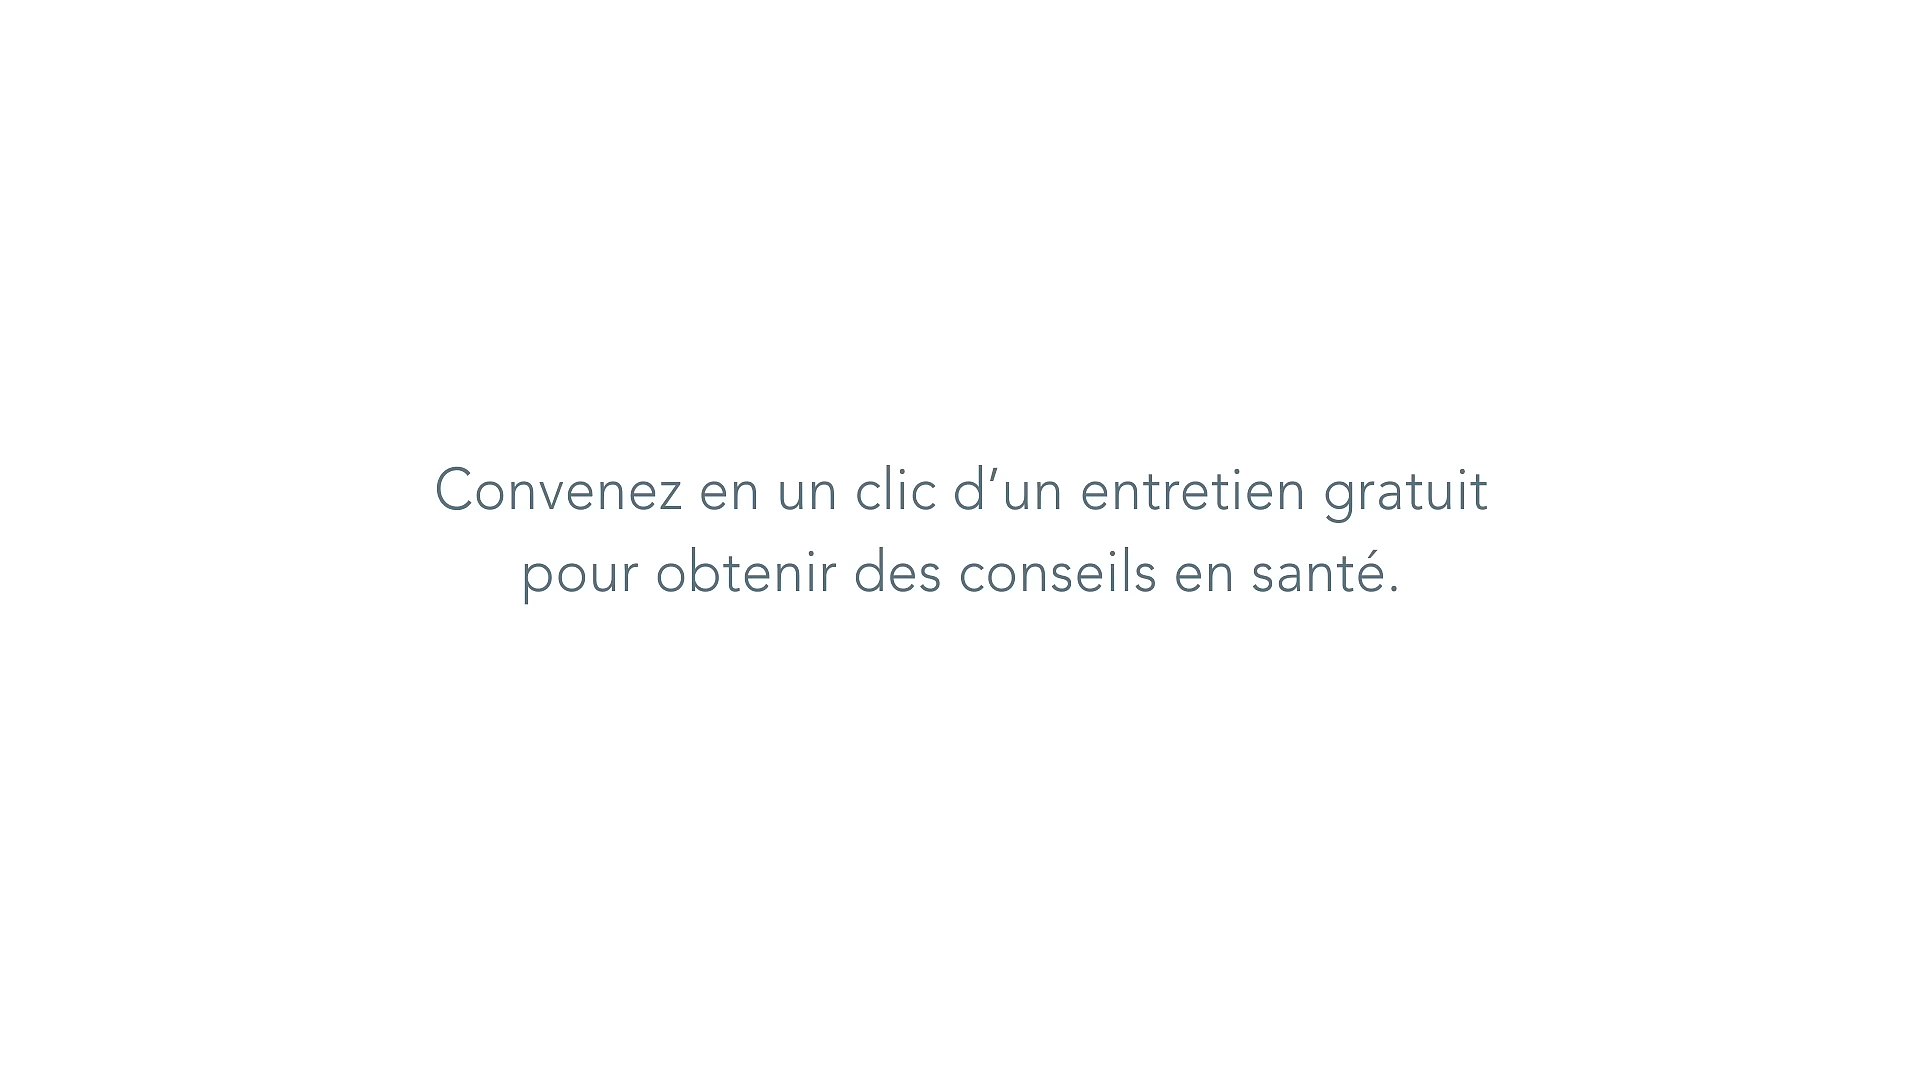 Convenez en un clic d’un entretien gratuit
pour obtenir des conseils en santé.